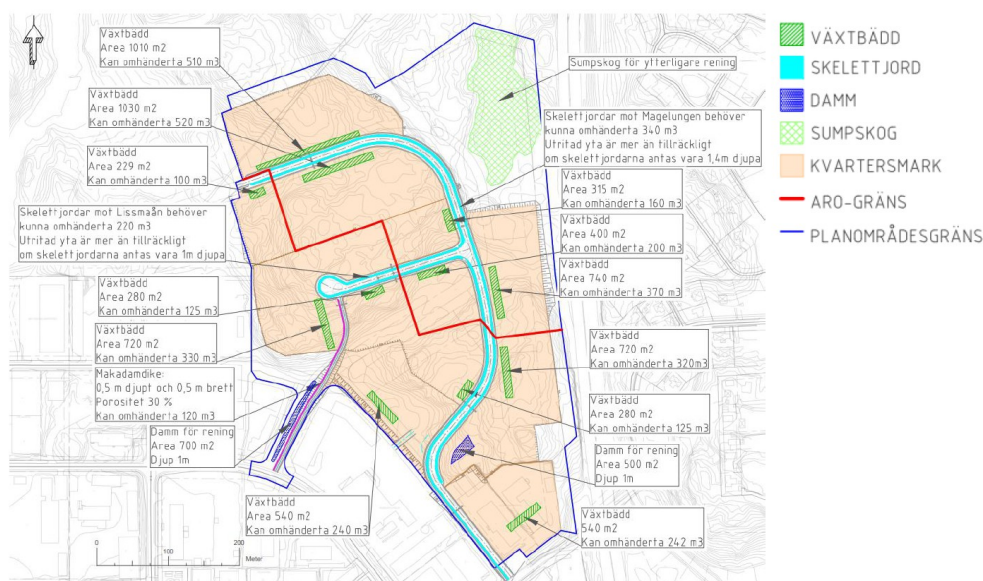 Växtbädd
Area 1010 m2
Kan omhänderta 510 m3
Växtbädd
Area 1030 m2
Kan omhänderta 520 m3
Växtbädd
Area 229 m2
Kan omhänderta 100 m3
Skelettjordar mot Lissmaån behöver
kunna omhänderta 220 m3
Utritad yta är mer än tillräckligt
om skelettjordarna antas vara 1m djupa
Växtbädd
Area 280 m2
Kan omhänderta 125 m3
Växtbädd
Area 720 m2
Kan omhänderta 330 m3
Makadamdike:
0,5 m djupt och 0,5 m brett
Porositet 30 %
Kan omhänderta 120 m3
Damm för rening
Area 700 m2
Djup 1m
Växtbädd
Area 540 m2
Kan omhänderta 240 m3
0
100
200
Meter
Sumpskog för ytterligare rening
Skelettjordar mot Magelungen behöver
kunna omhänderta 340 m3
Utritad yta är mer än tillräckligt
om skelettjordarna antas vara 1,4m djupa
Växtbädd
Area 315 m2
Kan omhänderta 160 m3
Växtbädd
Area 400 m2
Kan omhänderta 200 m3
Växtbädd
Area 740 m2
Kan omhänderta 370 m3
Växtbädd
Area 720 m2
Kan omhänderta 320m3
Växtbädd
Area 280 m2
Kan omhänderta 125 m3
Damm för rening
Area 500 m2
Djup 1m
Växtbädd
540 m2
Kan omhänderta 242 m3
VÄXTBÄDD
SKELETTJORD
DAMM
SUMPSKOG
KVARTERSMARK
ARO-GRÄNS
PLANOMRÅDESGRÄNS